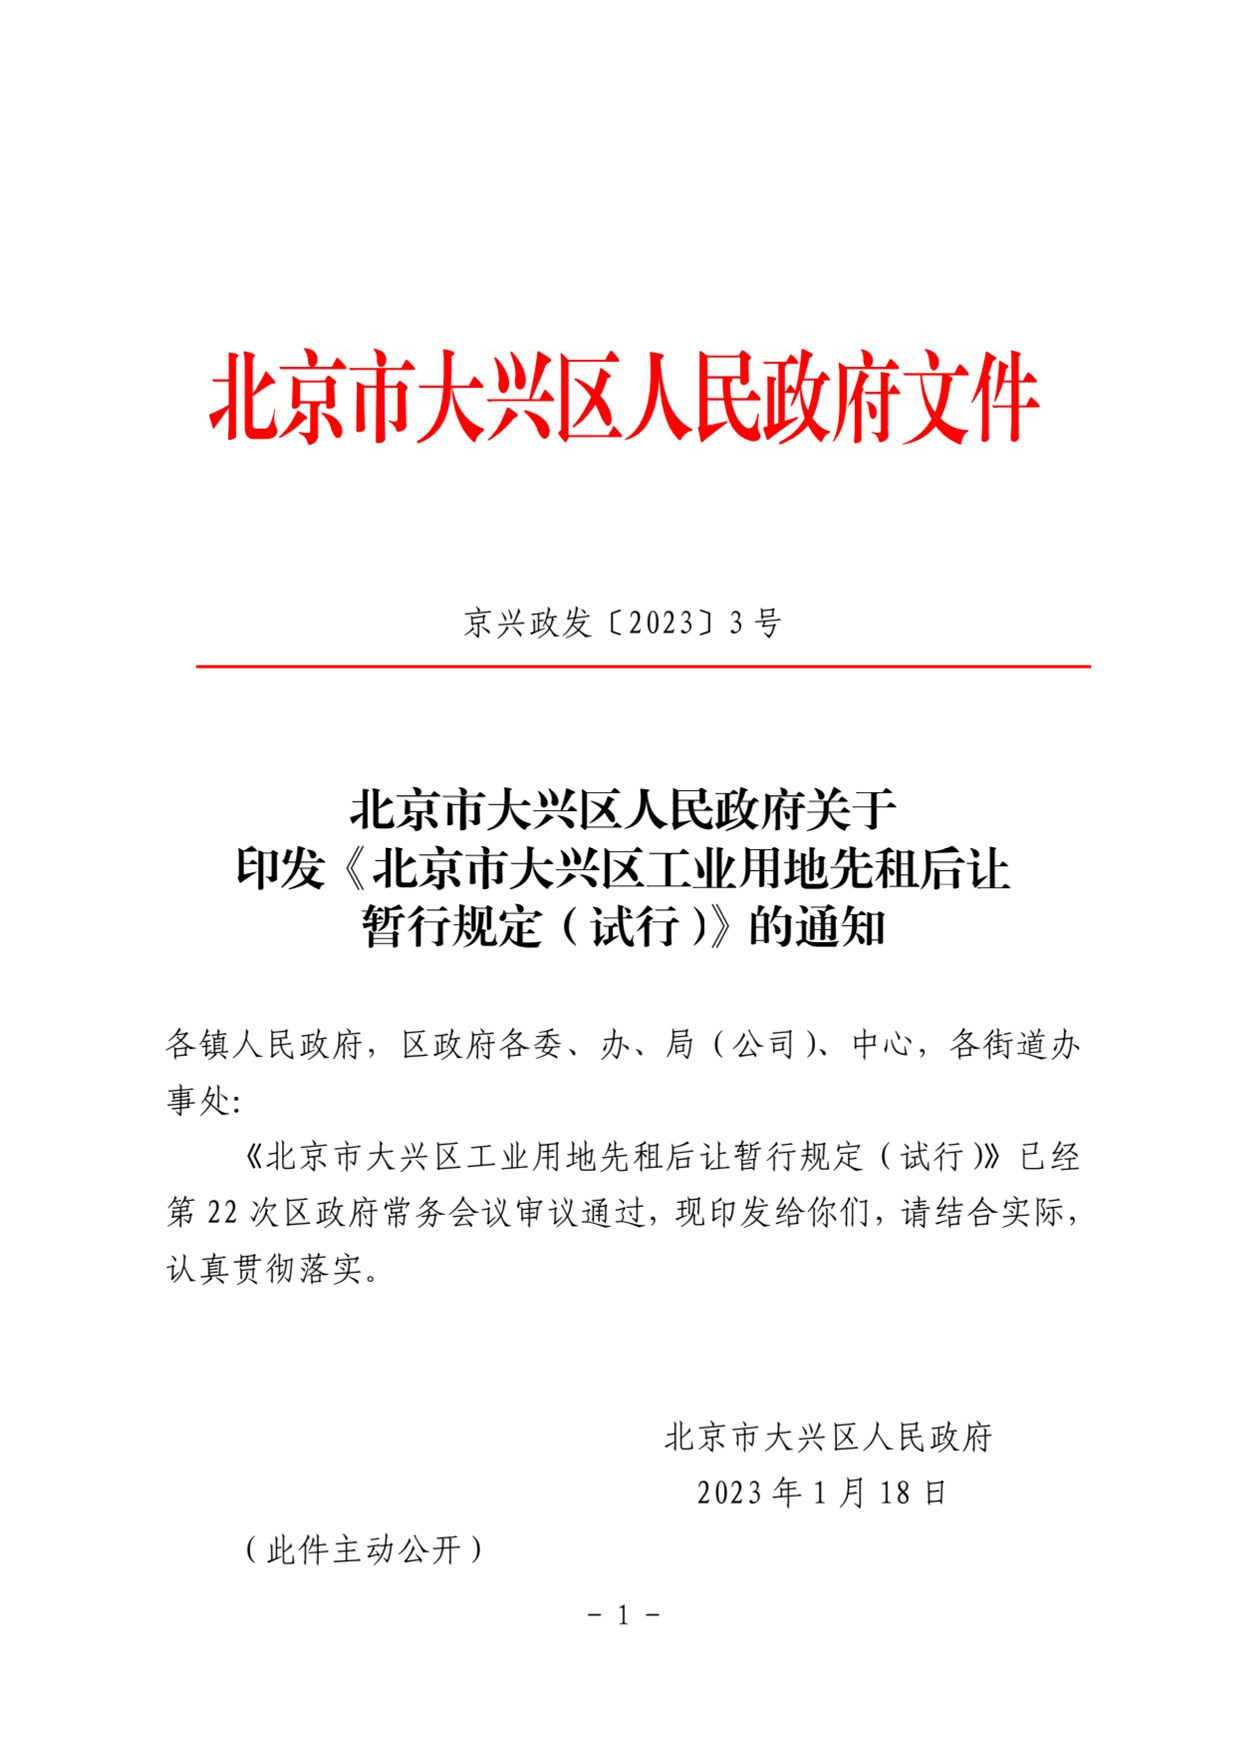 北京市大兴区人民政府文件
京兴政发〔2023〕3 号
北京市大兴区人民政府关于
印发《北京市大兴区工业用地先租后让
暂行规定（试行）》的通知
各镇人民政府，区政府各委、办、局（公司）、中心，各街道办
事处：
《北京市大兴区工业用地先租后让暂行规定（试行）》已经
第 22 次区政府常务会议审议通过，现印发给你们，请结合实际，
认真贯彻落实。
北京市大兴区人民政府
2023 年 1 月 18 日
（此件主动公开）
- 1 -